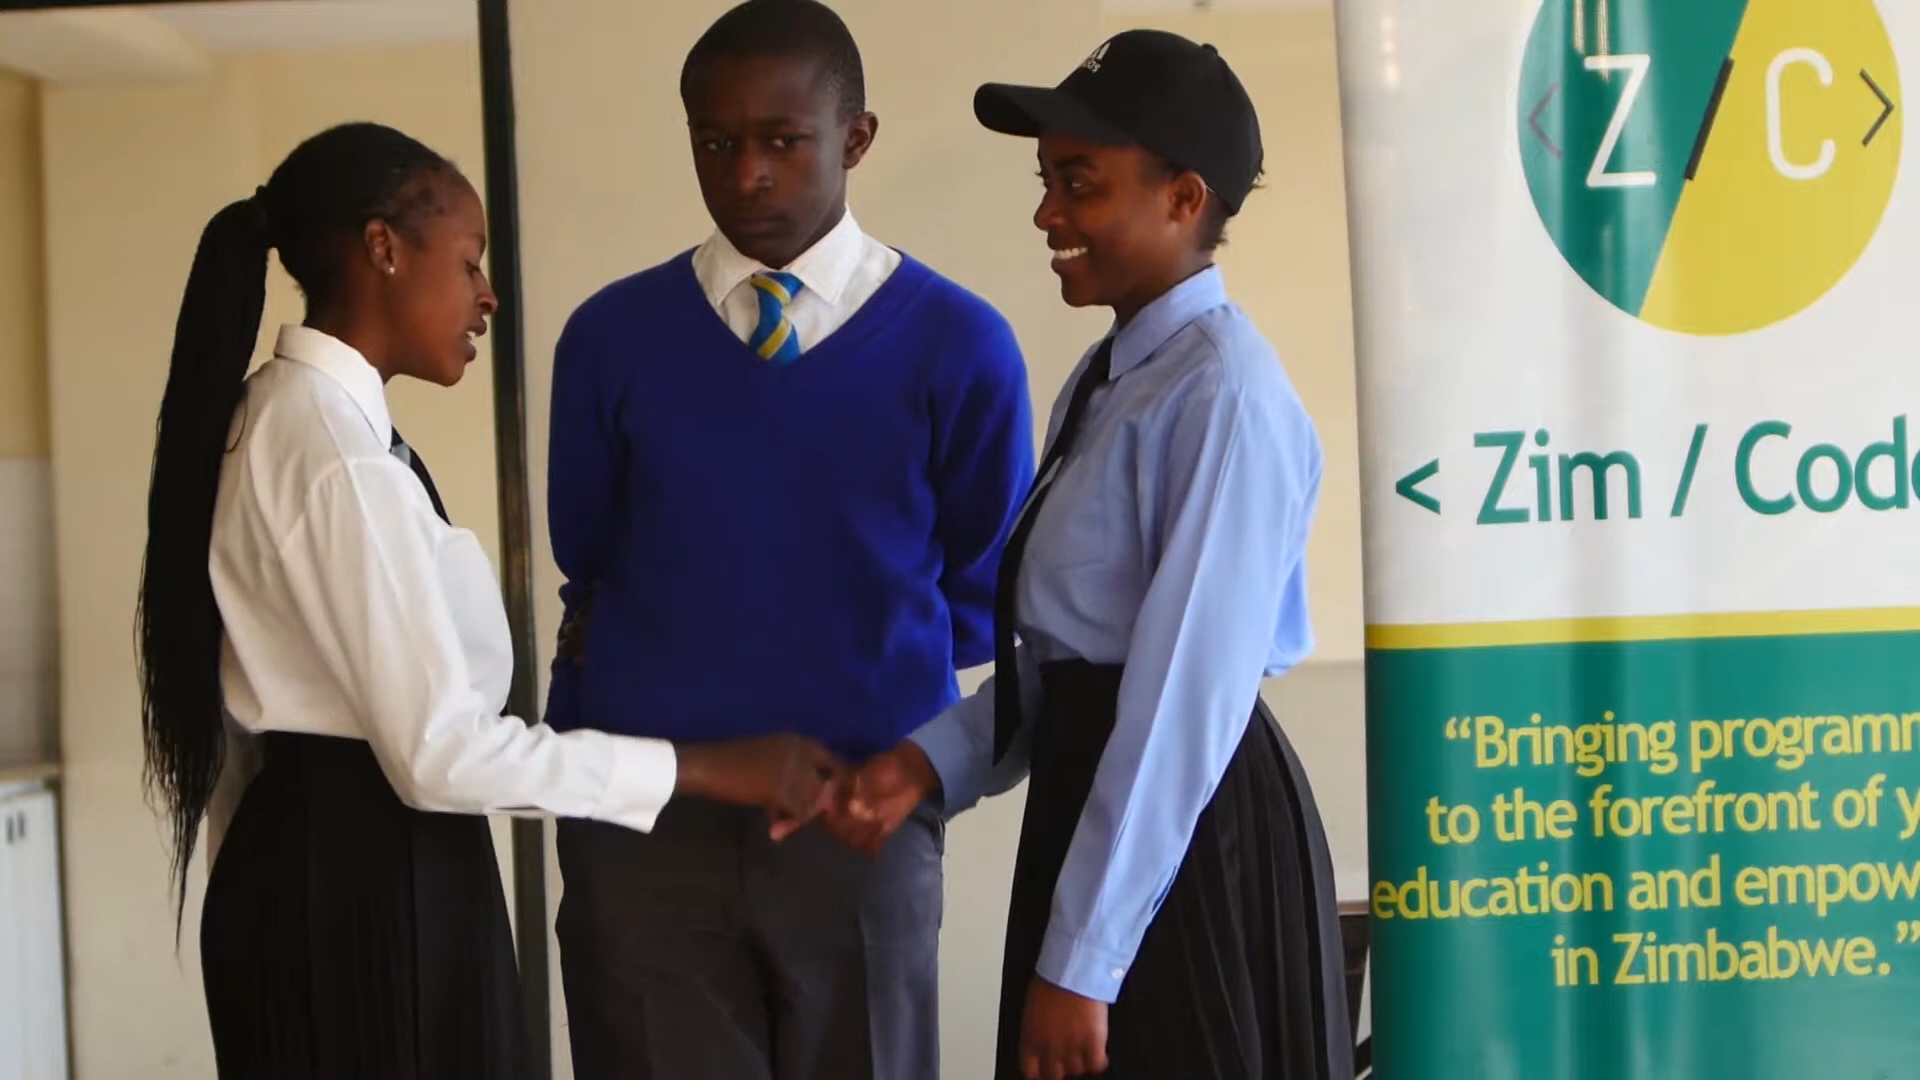 Z / C
< Zim / Code
“Bringing programm
to the forefront of y
education and empow
in Zimbabwe.”